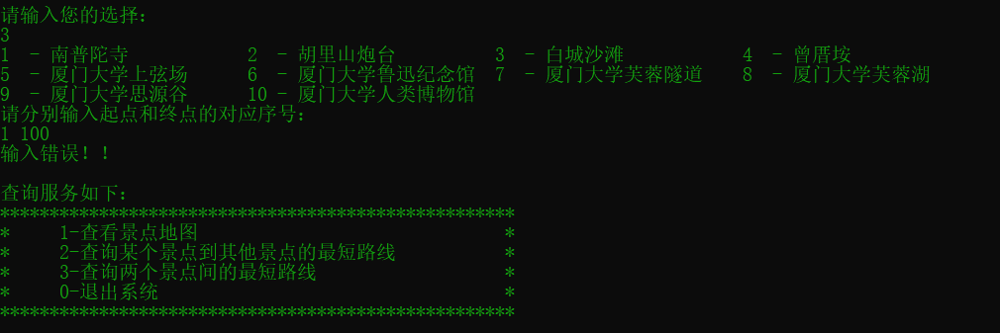 请输入您的选择:
3
1  - 南普陀寺            2  - 胡里山炮台          3  - 白城沙滩            4  - 曾厝垵
5  - 厦门大学上弦场      6  - 厦门大学鲁迅纪念馆  7  - 厦门大学芙蓉隧道    8  - 厦门大学芙蓉湖
9  - 厦门大学思源谷      10 - 厦门大学人类博物馆
请分别输入起点和终点的对应序号:
1 100
输入错误!!
查询服务如下:
****************************************************
*     1-查看景点地图                               *
*     2-查询某个景点到其他景点的最短路线           *
*     3-查询两个景点间的最短路线                   *
*     0-退出系统                                   *
****************************************************